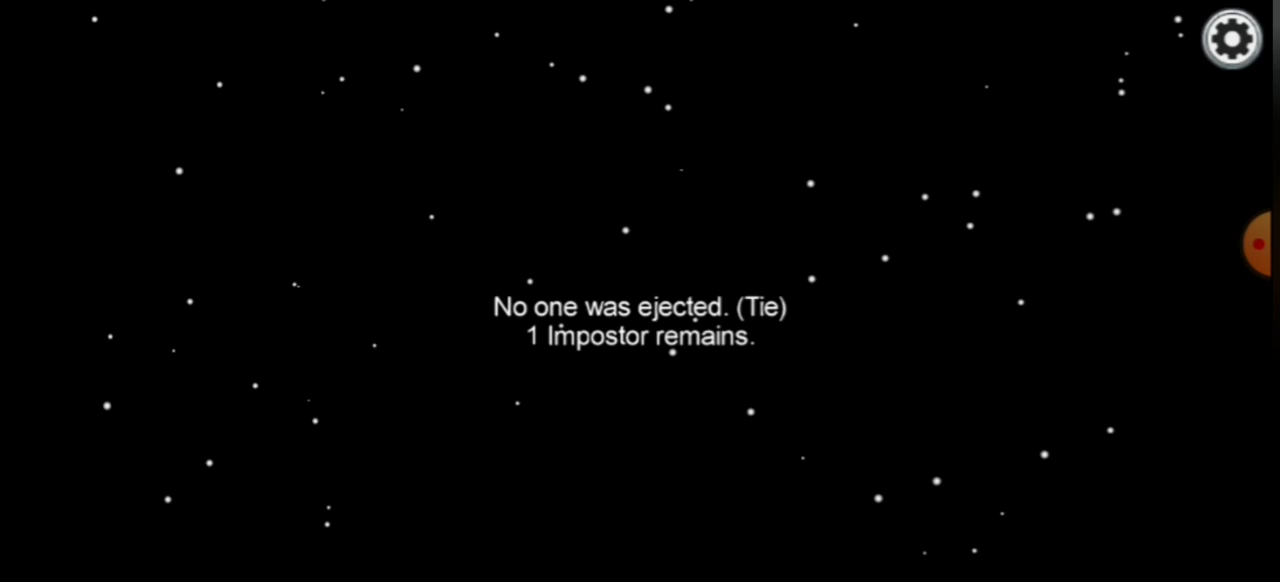 No one was ejected. (Tie)
1 Impostor remains.